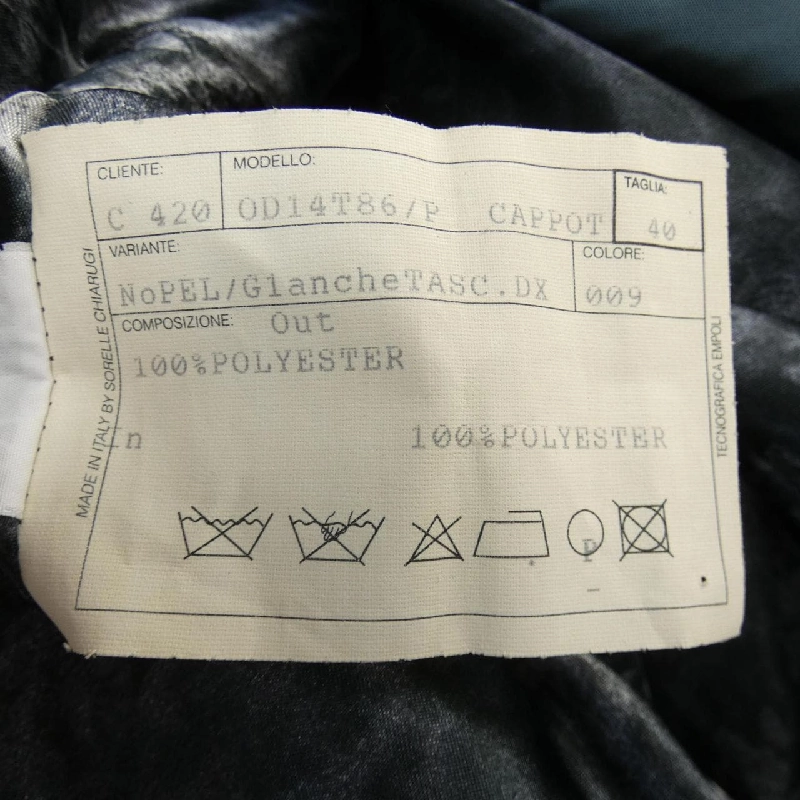 CLIENTE:
MODELLO:
TAGLIA:
C 420
OD14T86/P CAPPOT
40
VARIANTE:
COLORE:
NoPEL/GlancheTASC.DX
009
COMPOSIZIONE: Out
100%POLYESTER
In 100%POLYESTER
P
MADE IN ITALY BY SORELLE CHIARUGI
TECNOGRAFICA EMPOLI